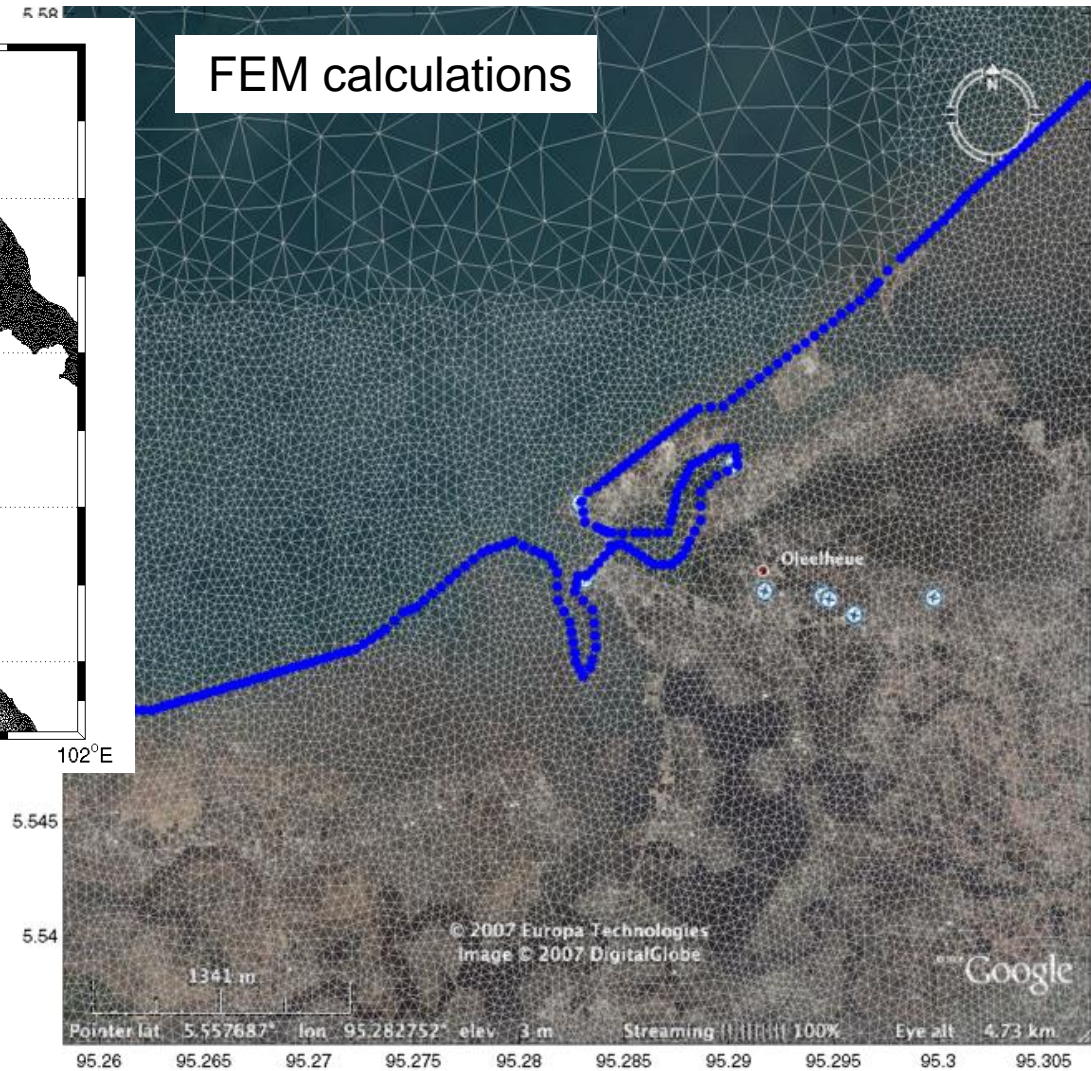 5.58
FEM calculations
N
Oleelheue
102°E
5.545
5.54
© 2007 Europa Technologies
Image © 2007 DigitalGlobe
Google
1341 m
Pointer lat 5.557687° lon 95.282752° elev 3 m Streaming |||||||||| 100% Eye alt 4.73 km
95.26 95.265 95.27 95.275 95.28 95.285 95.29 95.295 95.3 95.305